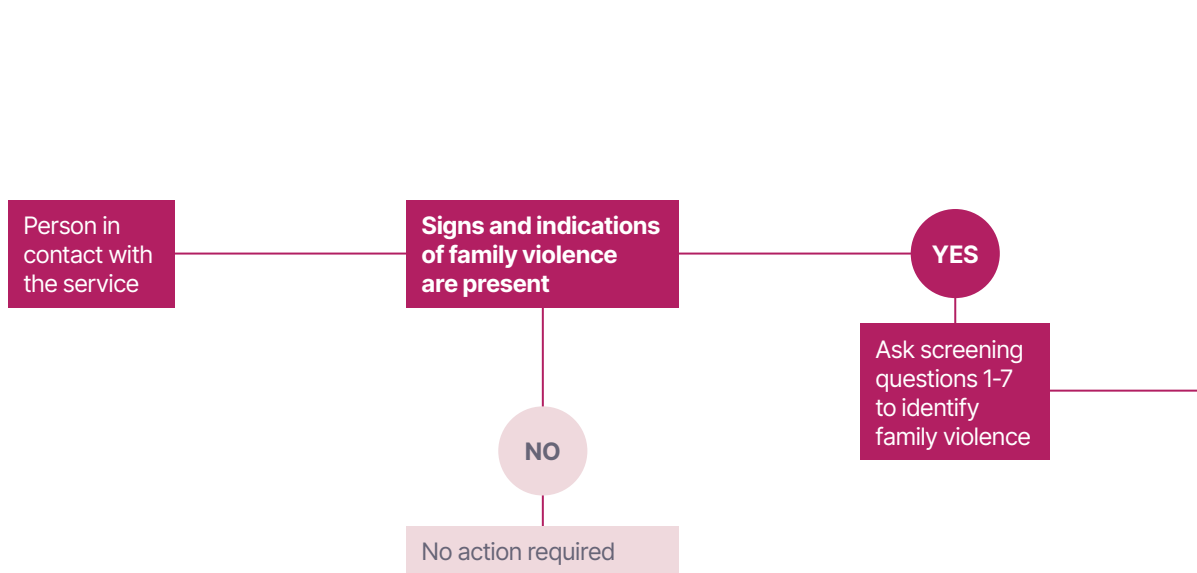 Person in
contact with
the service
Signs and indications
of family violence
are present
YES
Ask screening
questions 1-7
to identify
family violence
NO
No action required